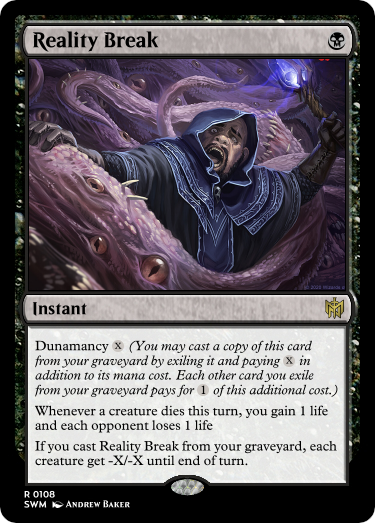 Reality Break
Instant
Dunamancy X (You may cast a copy of this card
from your graveyard by exiling it and paying X in
addition to its mana cost. Each other card you exile
from your graveyard pays for 1 of this additional cost.)
Whenever a creature dies this turn, you gain 1 life
and each opponent loses 1 life
If you cast Reality Break from your graveyard, each
creature get -X/-X until end of turn.
R 0108
SWM Andrew Baker